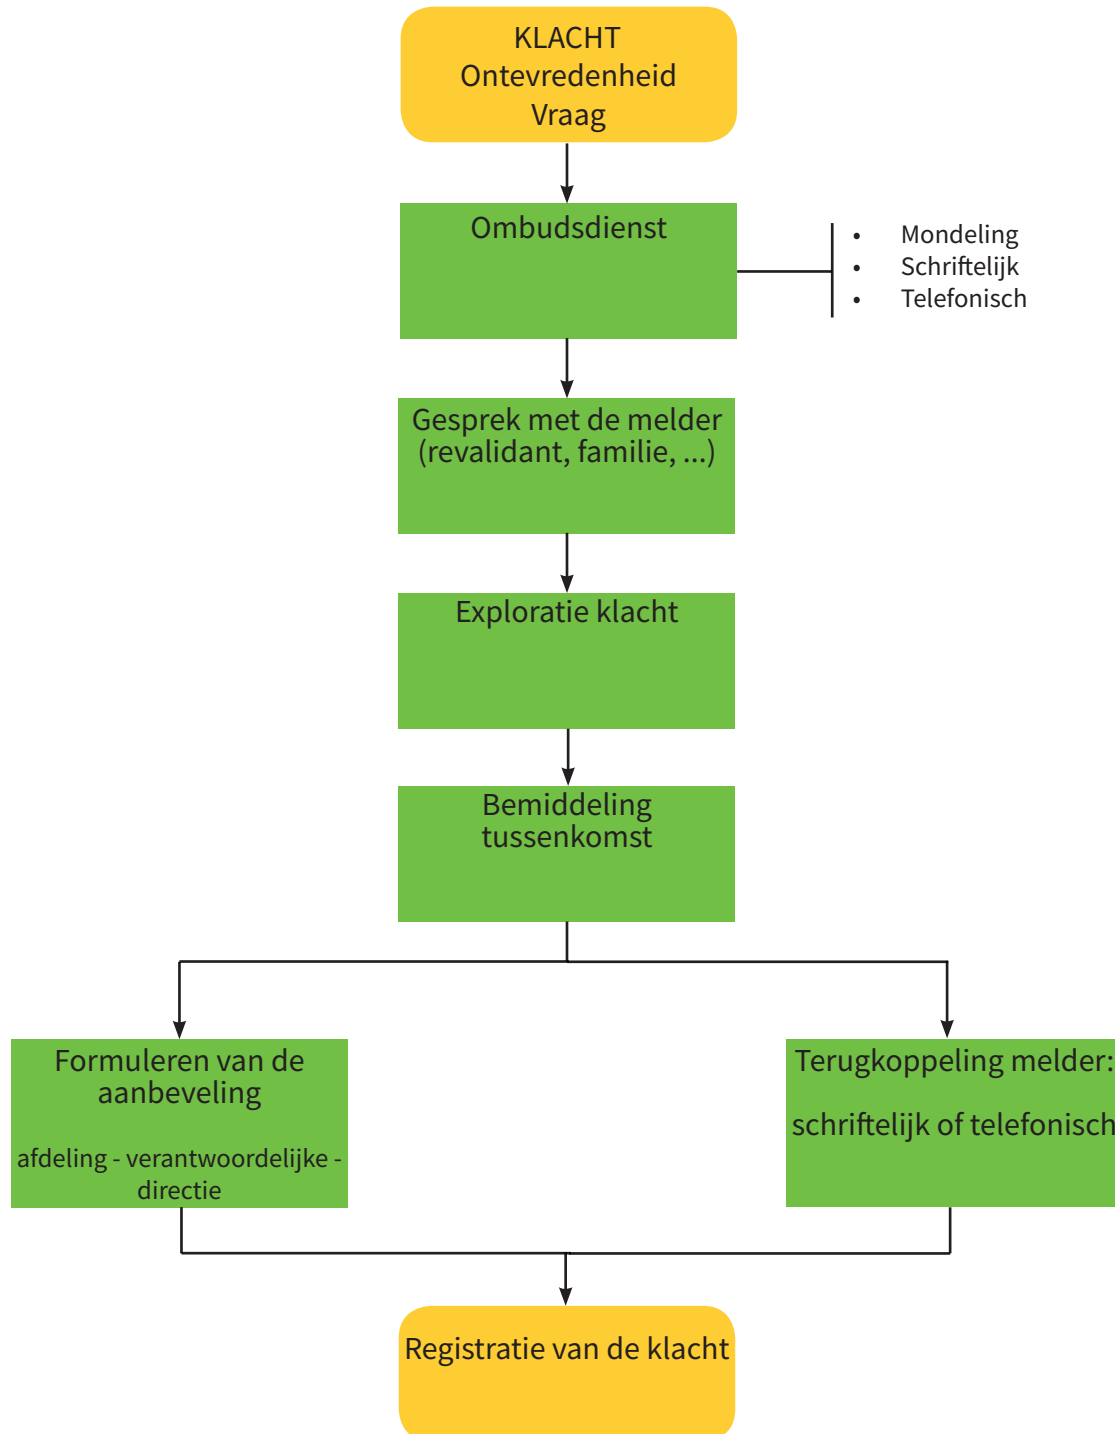 KLACHT
Ontevredenheid
Vraag
Ombudsdienst
• Mondeling
• Schriftelijk
• Telefonisch
Gesprek met de melder
(revalidant, familie, ...)
Exploratie klacht
Bemiddeling
tussenkomst
Formuleren van de
aanbeveling
afdeling - verantwoordelijke -
directie
Terugkoppeling melder:
schriftelijk of telefonisch
Registratie van de klacht